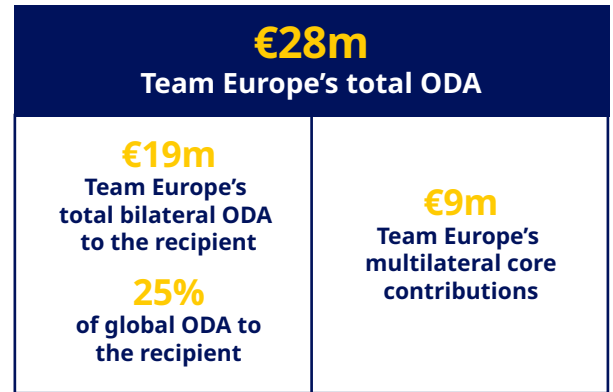 €28m
Team Europe's total ODA
€19m
Team Europe's
total bilateral ODA
to the recipient
25%
of global ODA to
the recipient
€9m
Team Europe's
multilateral core
contributions